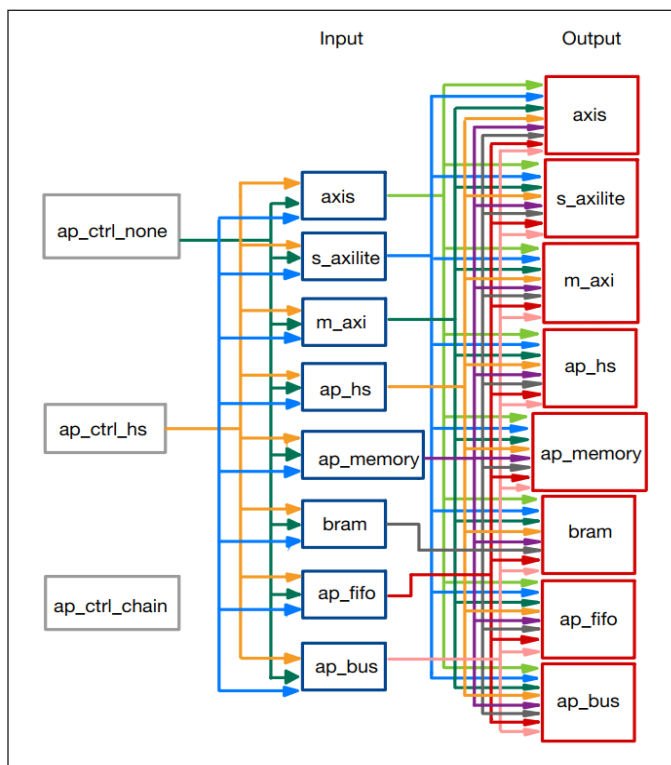 Input
Output
ap_ctrl_none
ap_ctrl_hs
ap_ctrl_chain
axis
s_axilite
m_axi
ap_hs
ap_memory
bram
ap_fifo
ap_bus
axis
s_axilite
m_axi
ap_hs
ap_memory
bram
ap_fifo
ap_bus